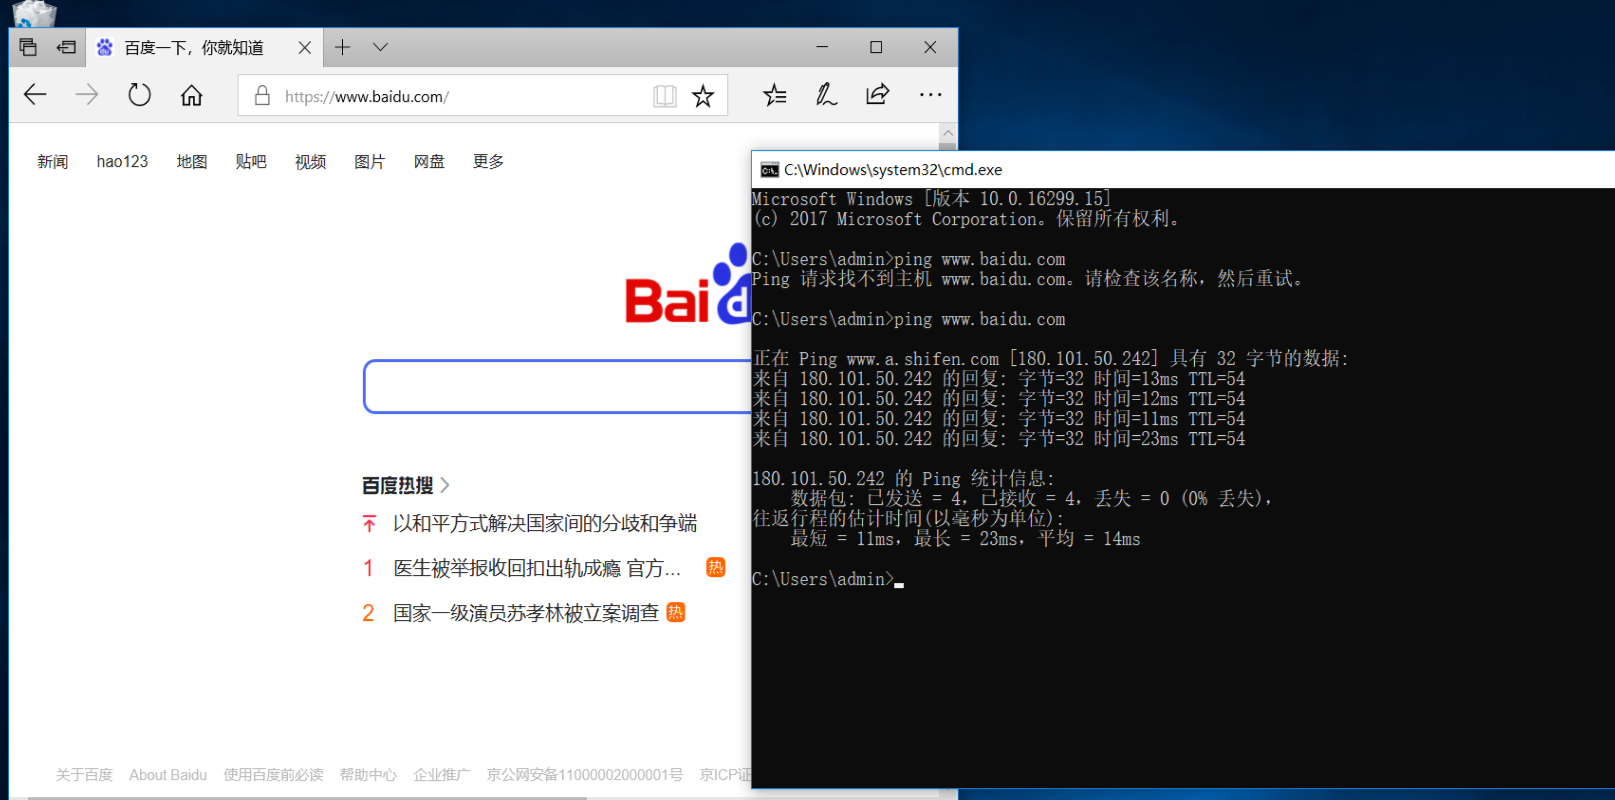 百度一下，你就知道
https://www.baidu.com/
新闻 hao123 地图 贴吧 视频 图片 网盘 更多
Bai du
百度热搜
以和平方式解决国家间的分歧和争端
1 医生被举报收回扣出轨成瘾 官方... 热
2 国家一级演员苏孝林被立案调查 热
关于百度 About Baidu 使用百度前必读 帮助中心 企业推广 京公网安备11000002000001号 京ICP证
C:\Windows\system32\cmd.exe
Microsoft Windows [版本 10.0.16299.15]
(c) 2017 Microsoft Corporation。保留所有权利。
C:\Users\admin>ping www.baidu.com
Ping 请求找不到主机 www.baidu.com。请检查该名称，然后重试。
C:\Users\admin>ping www.baidu.com
正在 Ping www.a.shifen.com [180.101.50.242] 具有 32 字节的数据:
来自 180.101.50.242 的回复: 字节=32 时间=13ms TTL=54
来自 180.101.50.242 的回复: 字节=32 时间=12ms TTL=54
来自 180.101.50.242 的回复: 字节=32 时间=11ms TTL=54
来自 180.101.50.242 的回复: 字节=32 时间=23ms TTL=54
180.101.50.242 的 Ping 统计信息:
数据包: 已发送 = 4，已接收 = 4，丢失 = 0 (0% 丢失)，
往返行程的估计时间(以毫秒为单位):
最短 = 11ms，最长 = 23ms，平均 = 14ms
C:\Users\admin>